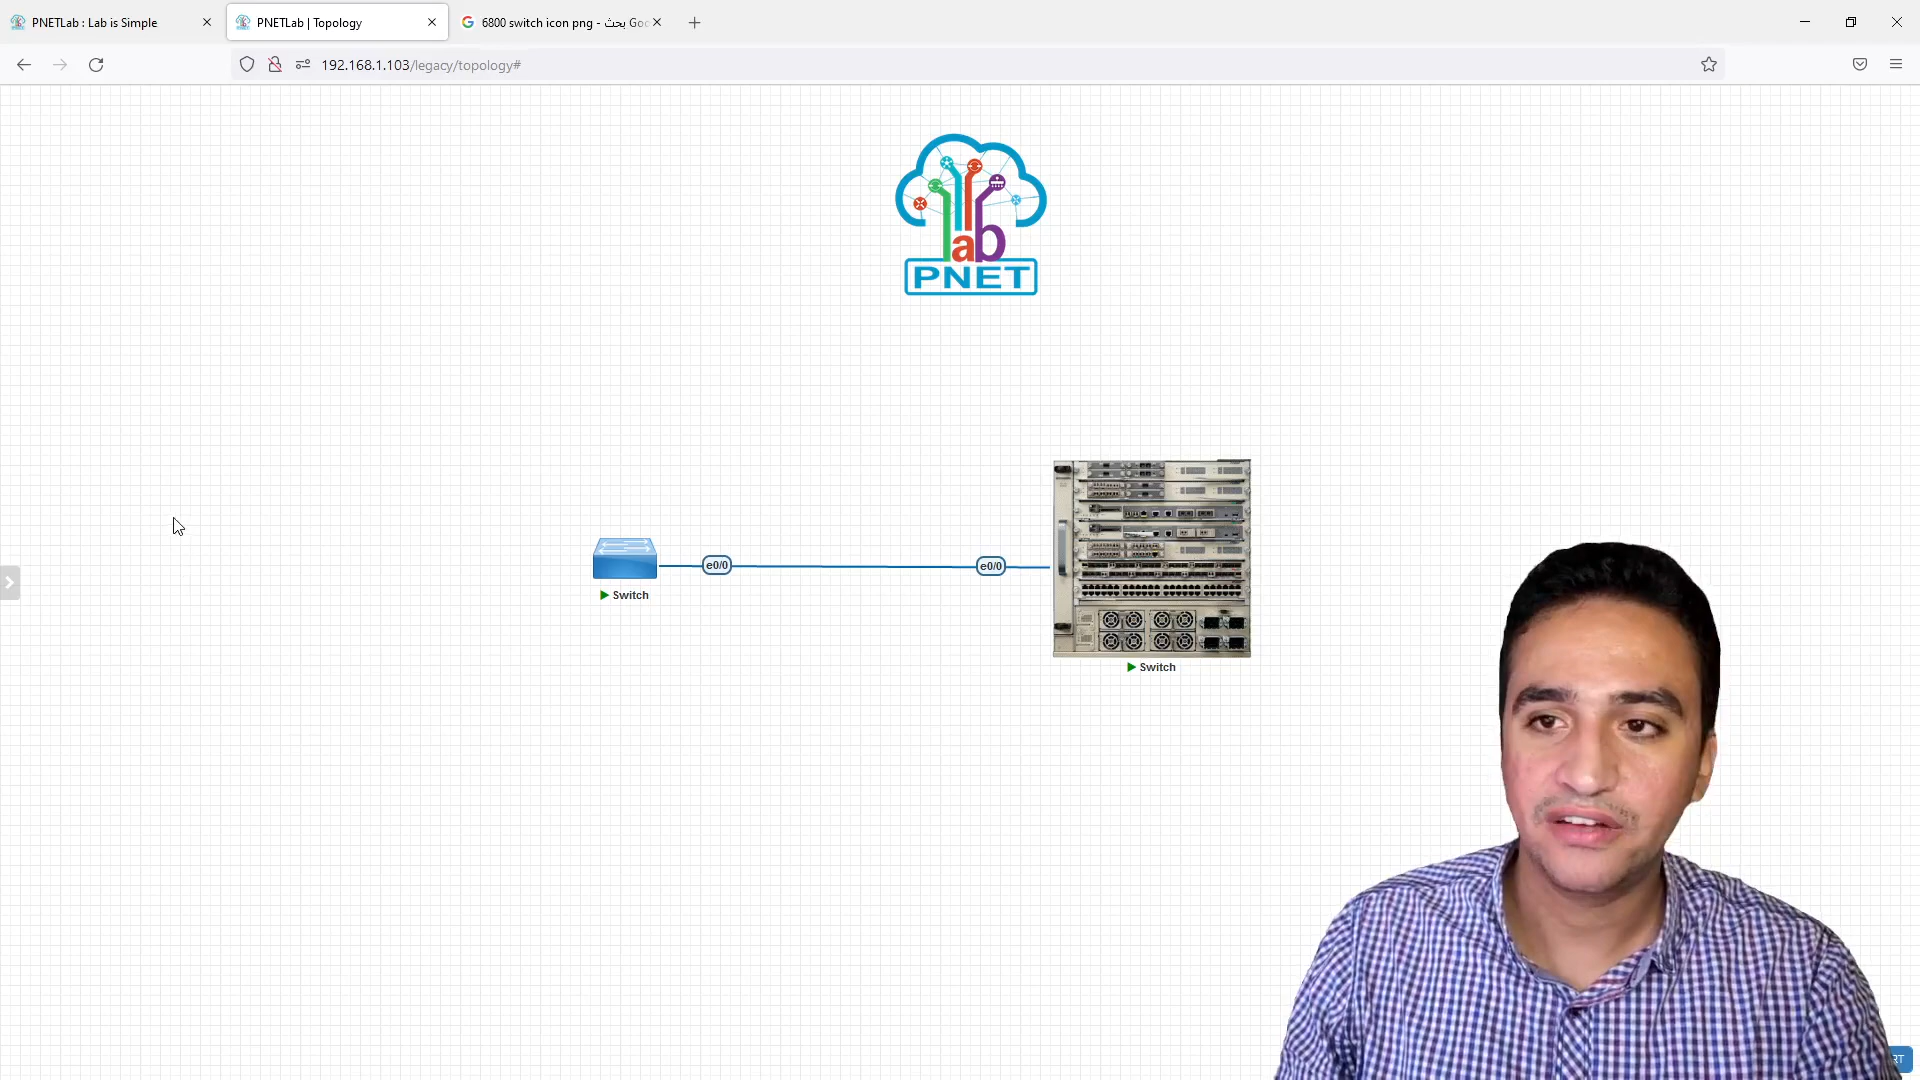 PNETLab : Lab is Simple
PNETLab | Topology
6800 switch icon png - بحث Goo
192.168.1.103/legacy/topology#
lab
PNET
e0/0
e0/0
Switch
Switch
RT